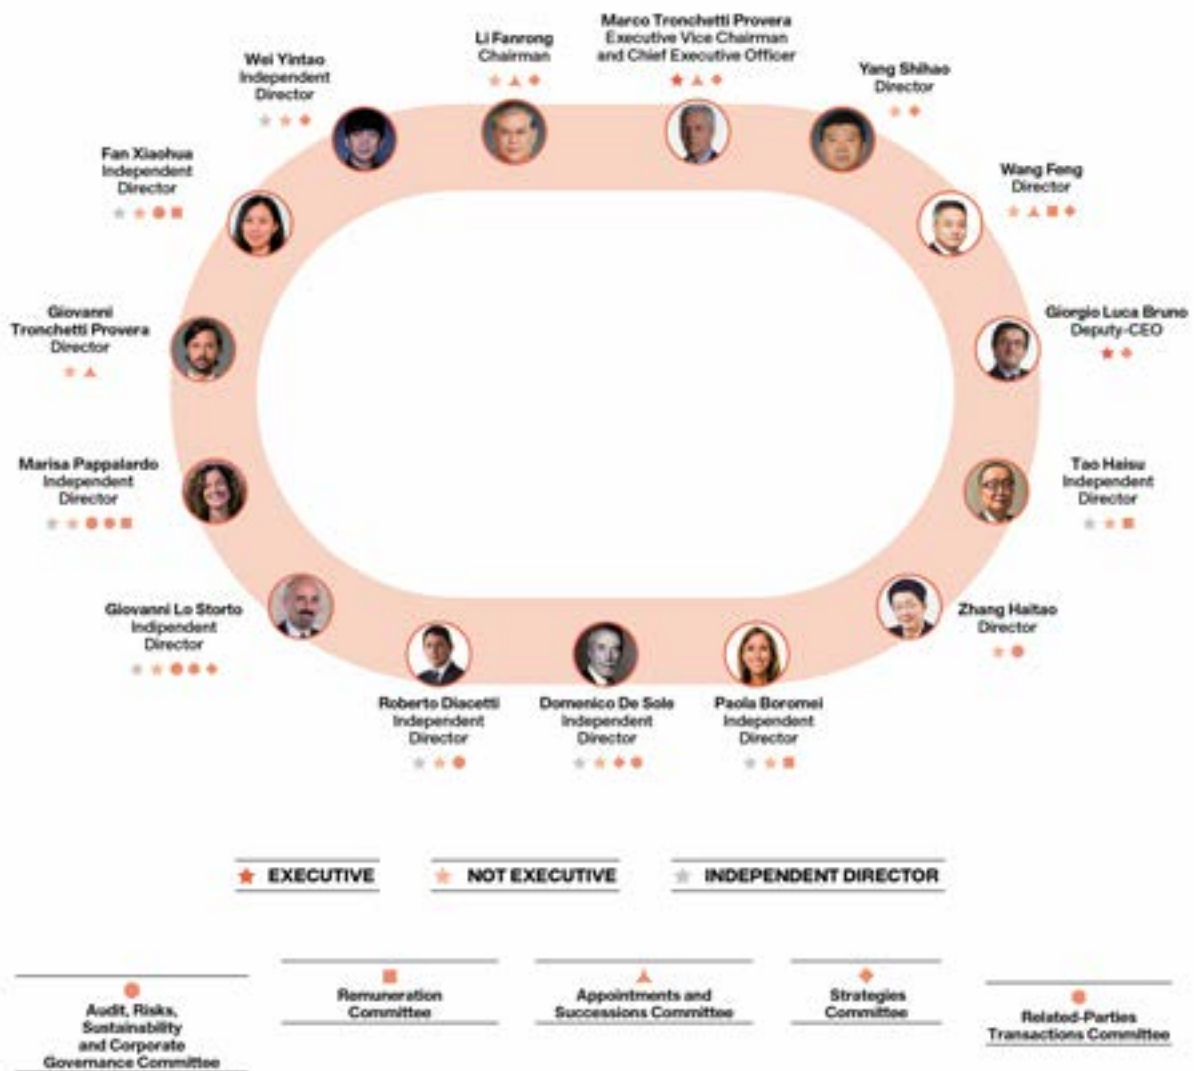 Marco Tronchetti Provera
Executive Vice Chairman
and Chief Executive Officer
Li Fanrong
Chairman
Wei Yintao
Independent
Director
Yang Shihao
Director
Fan Xiaohua
Independent
Director
Wang Feng
Director
Giovanni
Tronchetti Provera
Director
Giorgio Luca Bruno
Deputy-CEO
Marisa Pappalardo
Independent
Director
Tao Haisu
Independent
Director
Giovanni Lo Storto
Indipendent
Director
Zhang Haitao
Director
Roberto Diacetti
Independent
Director
Domenico De Sole
Independent
Director
Paola Boromei
Independent
Director
EXECUTIVE
NOT EXECUTIVE
INDEPENDENT DIRECTOR
Audit, Risks,
Sustainability
and Corporate
Governance Committee
Remuneration
Committee
Appointments and
Successions Committee
Strategies
Committee
Related-Parties
Transactions Committee